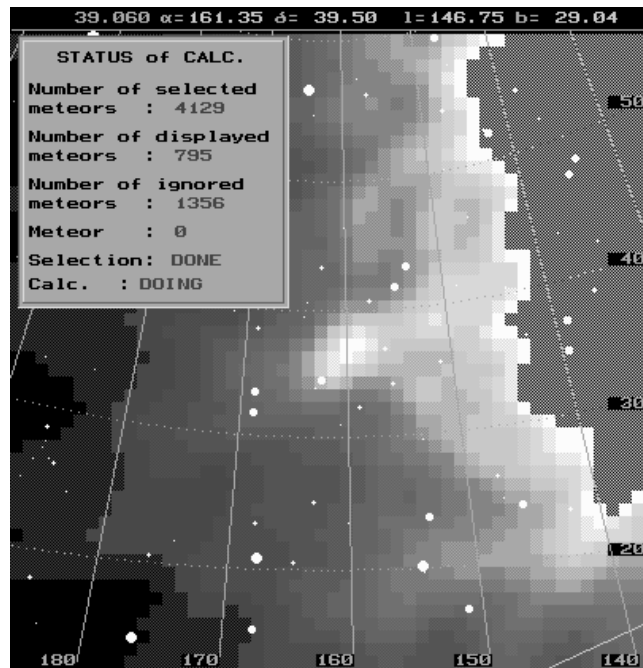 39.060 α=161.35 δ= 39.50 l=146.75 b= 29.04
STATUS of CALC.
Number of selected
meteors : 4129
Number of displayed
meteors : 795
Number of ignored
meteors : 1356
Meteor : 0
Selection: DONE
Calc. : DOING
50
40
30
20
180 170 160 150 140